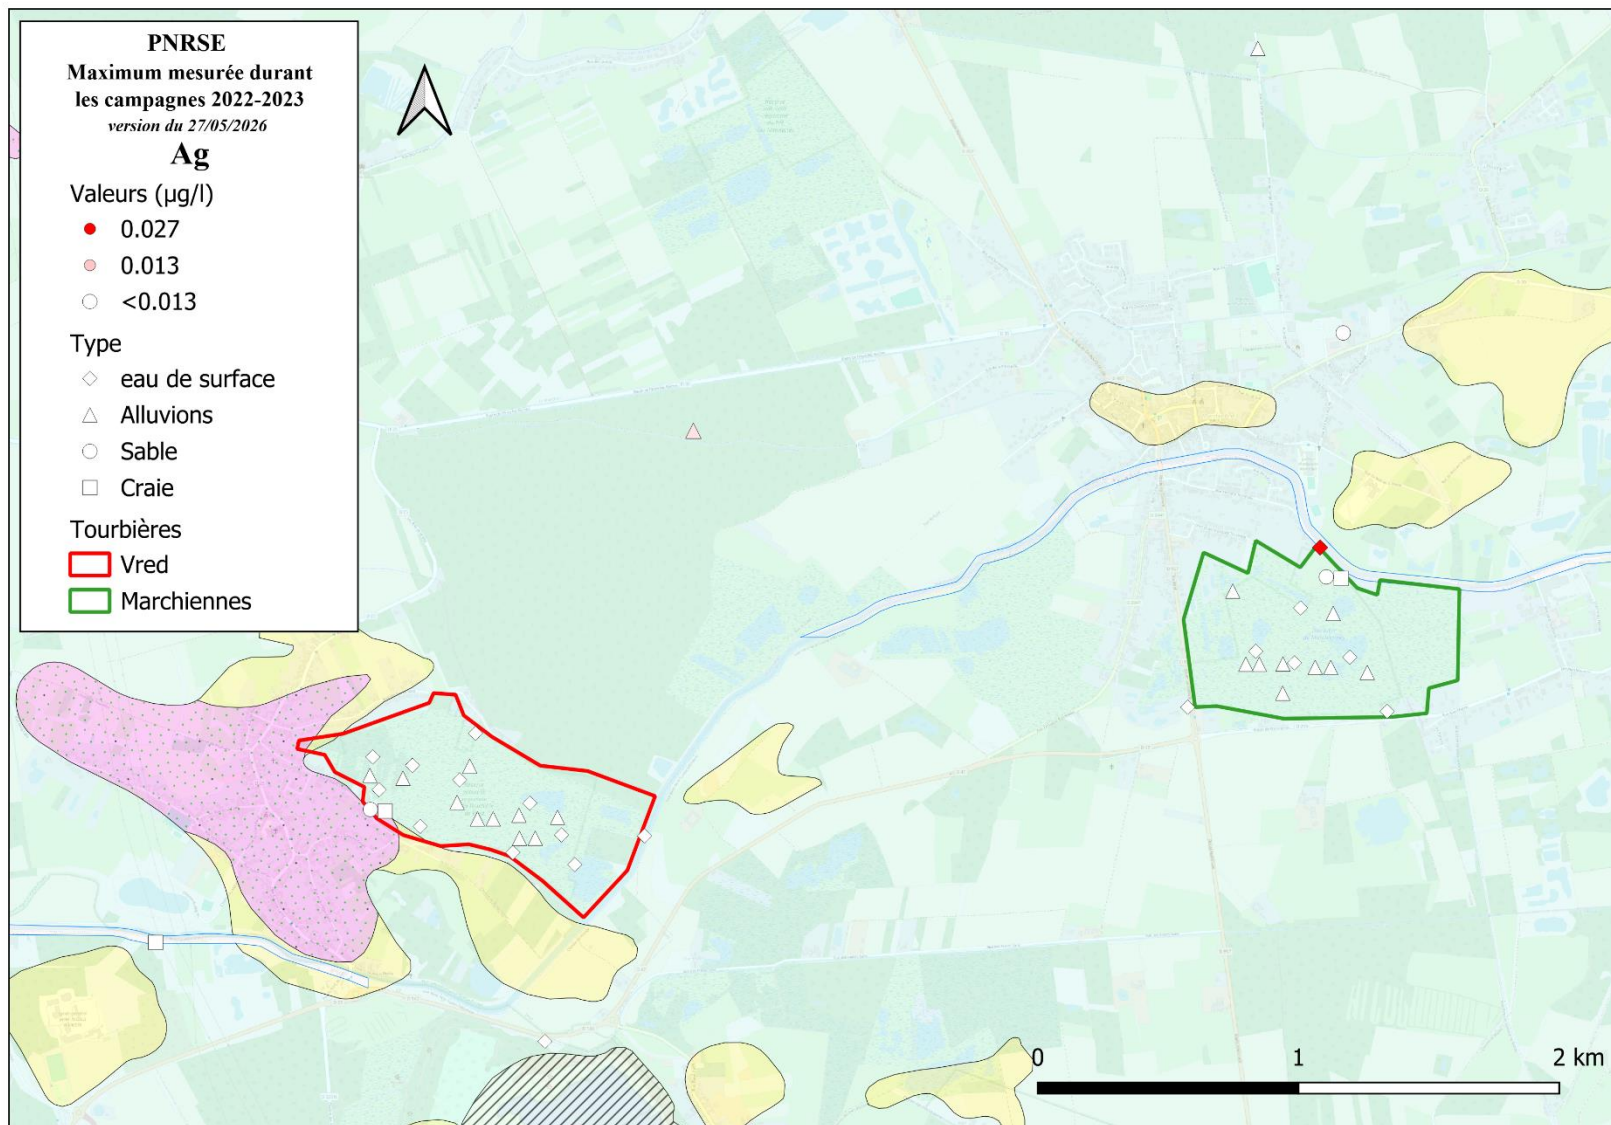 PNRSE
Maximum mesurée durant
les campagnes 2022-2023
version du 27/05/2026
Ag
Valeurs (µg/l)
0.027
0.013
<0.013
Type
eau de surface
Alluvions
Sable
Craie
Tourbières
Vred
Marchiennes
0 1 2 km